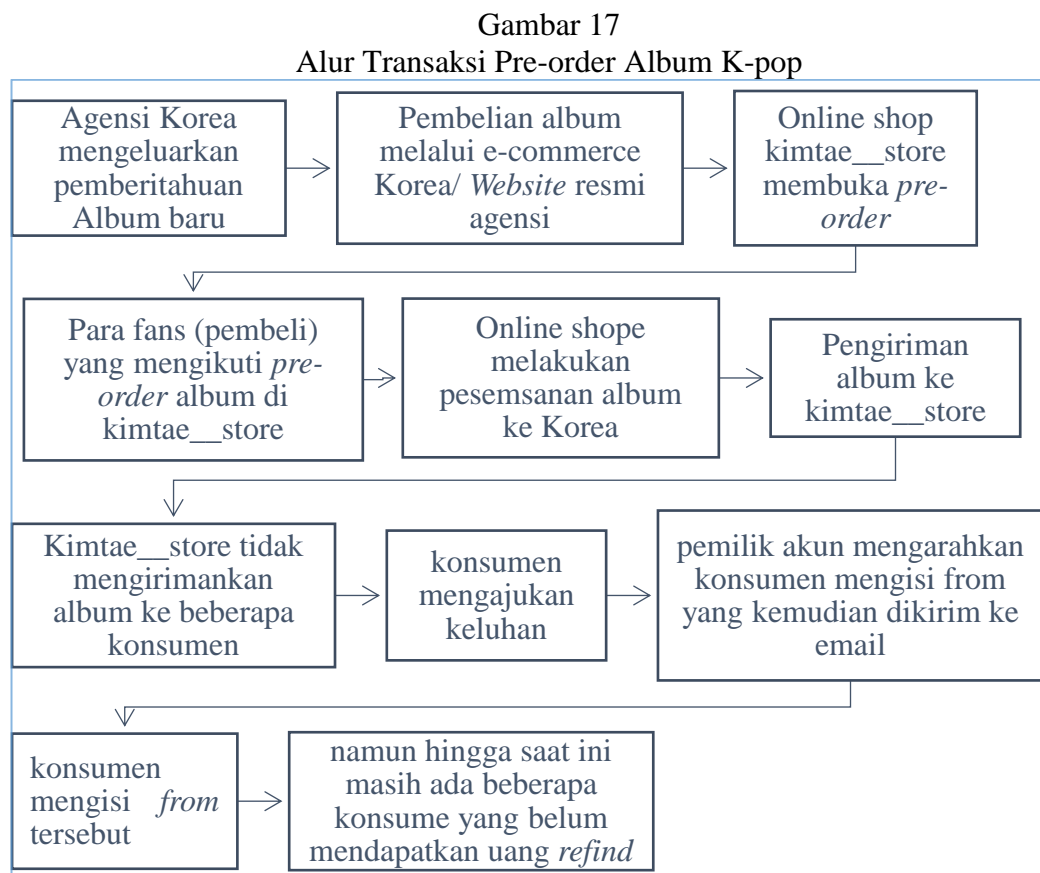 Gambar 17
Alur Transaksi Pre-order Album K-pop
Agensi Korea
mengeluarkan
pemberitahuan
Album baru
Pembelian album
melalui e-commerce
Korea/ Website resmi
agensi
Online shop
kimtae__store
membuka pre-
order
Para fans (pembeli)
yang mengikuti pre-
order album di
kimtae__store
Online shope
melakukan
pesemsanan album
ke Korea
Pengiriman
album ke
kimtae__store
Kimtae__store tidak
mengirimankan
album ke beberapa
konsumen
konsumen
mengajukan
keluhan
pemilik akun mengarahkan
konsumen mengisi from
yang kemudian dikirim ke
email
konsumen
mengisi from
tersebut
namun hingga saat ini
masih ada beberapa
konsume yang belum
mendapatkan uang refind